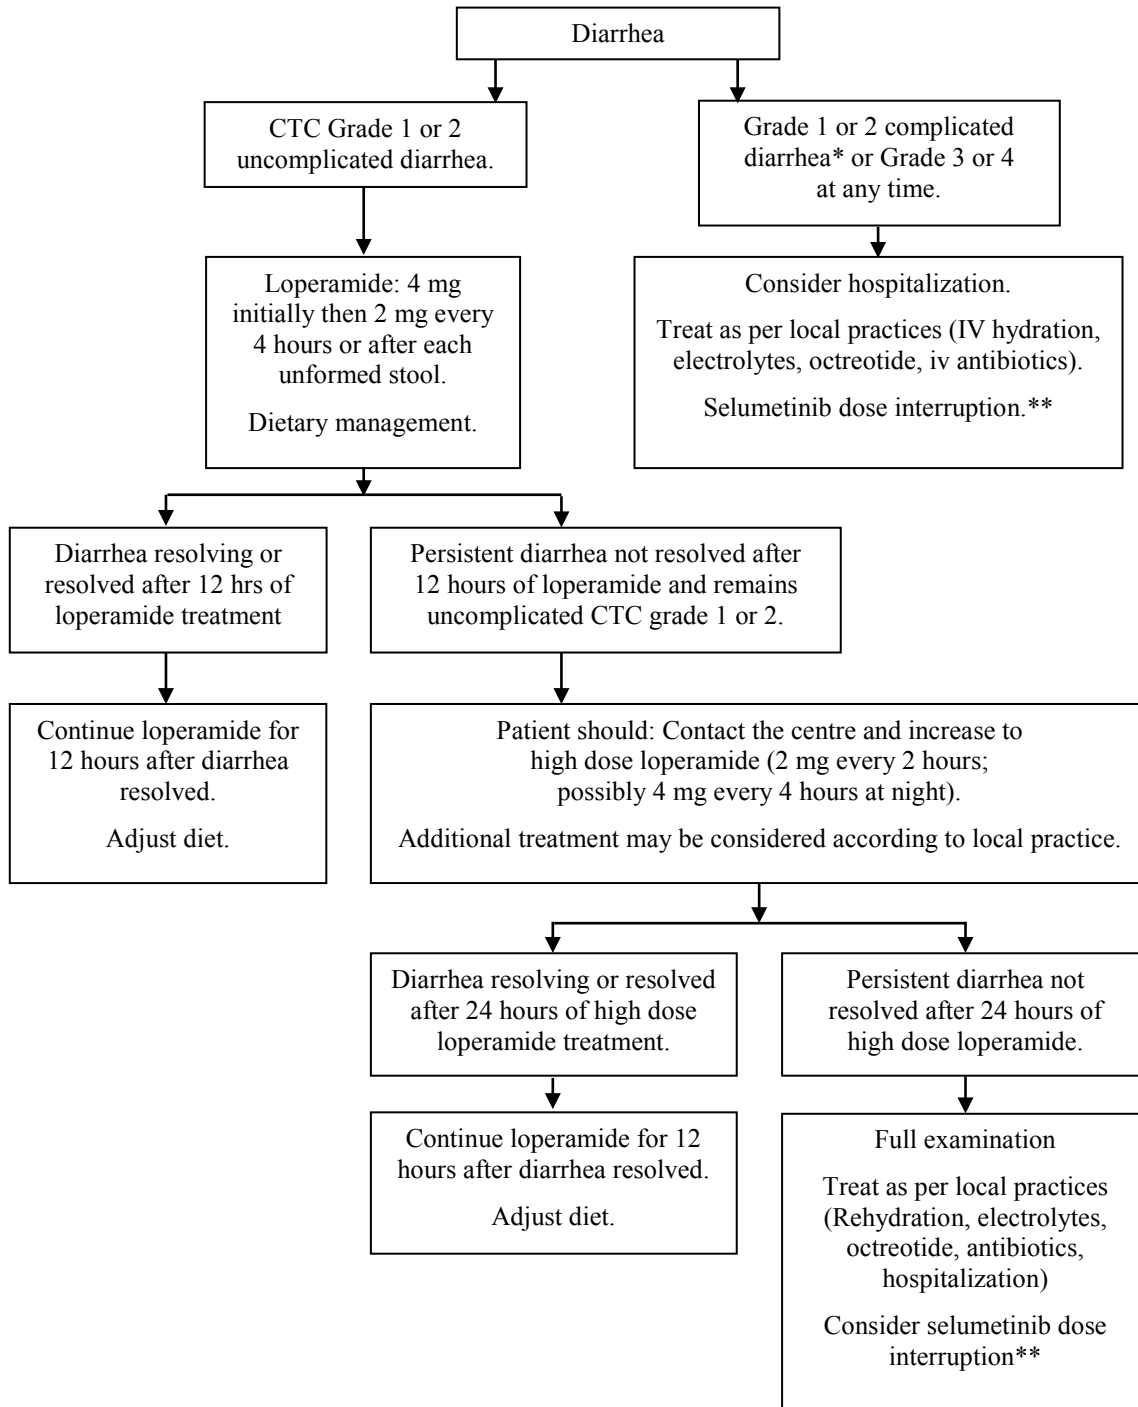 Diarrhea
CTC Grade 1 or 2
uncomplicated diarrhea.
Grade 1 or 2 complicated
diarrhea* or Grade 3 or 4
at any time.
Loperamide: 4 mg
initially then 2 mg every
4 hours or after each
unformed stool.
Dietary management.
Consider hospitalization.
Treat as per local practices (IV hydration,
electrolytes, octreotide, iv antibiotics).
Selumetinib dose interruption.**
Diarrhea resolving or
resolved after 12 hrs of
loperamide treatment
Persistent diarrhea not resolved after
12 hours of loperamide and remains
uncomplicated CTC grade 1 or 2.
Continue loperamide for
12 hours after diarrhea
resolved.
Adjust diet.
Patient should: Contact the centre and increase to
high dose loperamide (2 mg every 2 hours;
possibly 4 mg every 4 hours at night).
Additional treatment may be considered according to local practice.
Diarrhea resolving or resolved
after 24 hours of high dose
loperamide treatment.
Persistent diarrhea not
resolved after 24 hours of
high dose loperamide.
Continue loperamide for 12
hours after diarrhea resolved.
Adjust diet.
Full examination
Treat as per local practices
(Rehydration, electrolytes,
octreotide, antibiotics,
hospitalization)
Consider selumetinib dose
interruption**